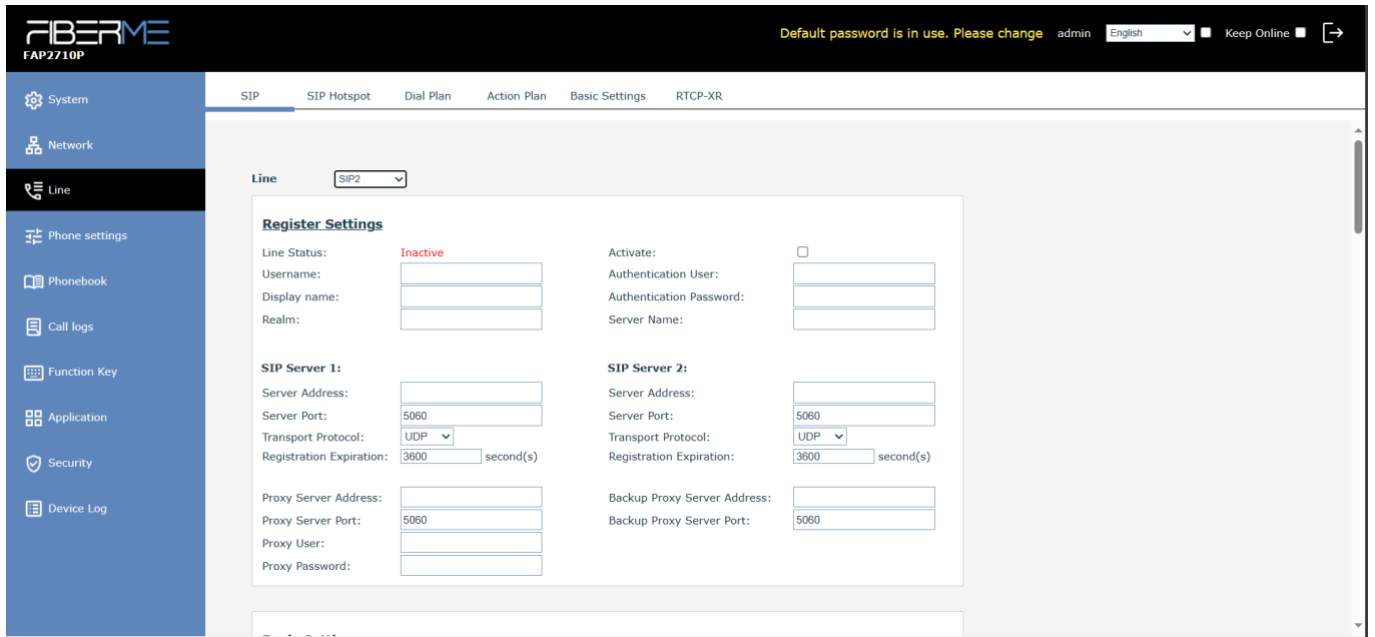 FIBERME
FAP2710P
Default password is in use. Please change admin English Keep Online
System
Network
Line
Phone settings
Phonebook
Call logs
Function Key
Application
Security
Device Log
SIP SIP Hotspot Dial Plan Action Plan Basic Settings RTCP-XR
Line SIP2
Register Settings
Line Status: Inactive Activate:
Username: Authentication User:
Display name: Authentication Password:
Realm: Server Name:
SIP Server 1: SIP Server 2:
Server Address: Server Address:
Server Port: 5060 Server Port: 5060
Transport Protocol: UDP Transport Protocol: UDP
Registration Expiration: 3600 second(s) Registration Expiration: 3600 second(s)
Proxy Server Address: Backup Proxy Server Address:
Proxy Server Port: 5060 Backup Proxy Server Port: 5060
Proxy User:
Proxy Password: